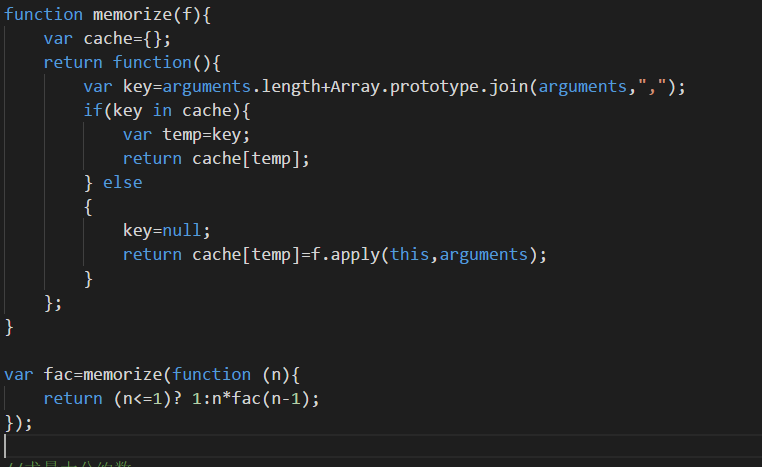 function memorize(f){
    var cache={};
    return function(){
        var key=arguments.length+Array.prototype.join(arguments,",");
        if(key in cache){
            var temp=key;
            return cache[temp];
        } else
        {
            key=null;
            return cache[temp]=f.apply(this,arguments);
        }
    };
}
var fac=memorize(function (n){
    return (n<=1)? 1:n*fac(n-1);
});